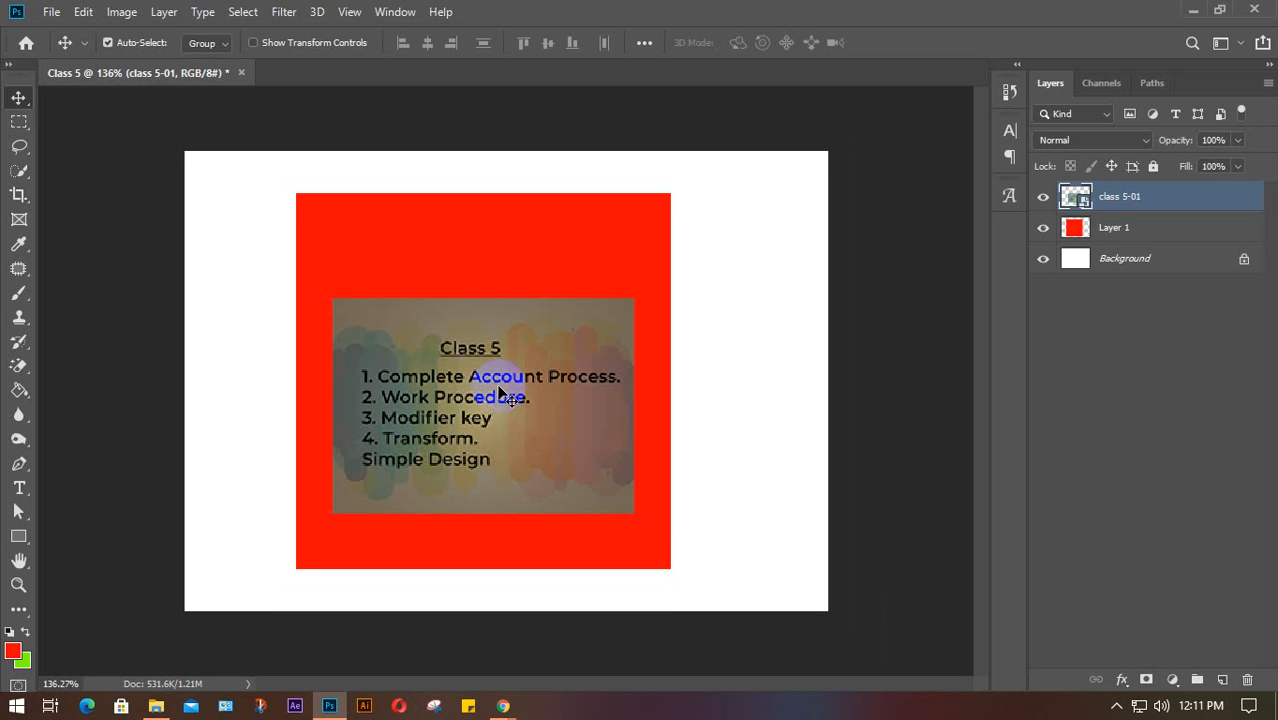 File Edit Image Layer Type Select Filter 3D View Window Help
Auto-Select: Group Show Transform Controls 3D Mode:
Class 5 @ 136% (class 5-01, RGB/8#) *
Layers Channels Paths
Kind
Normal Opacity: 100%
Lock: Fill: 100%
class 5-01
Layer 1
Background
Class 5
1. Complete Account Process.
2. Work Procedure.
3. Modifier key
4. Transform.
Simple Design
136.27% Doc: 531.6K/1.21M
12:11 PM